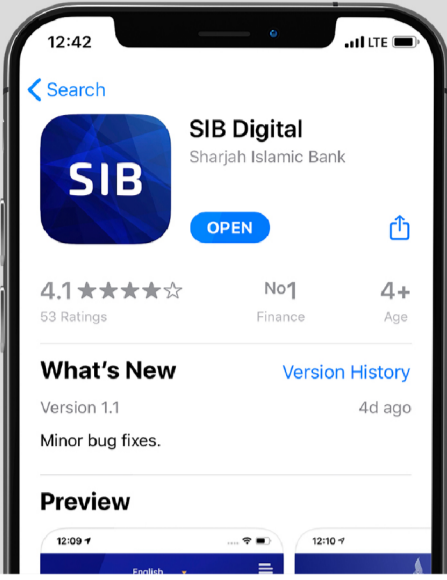 12:42
LTE
Search
SIB
SIB Digital
Sharjah Islamic Bank
OPEN
4.1
No1
4+
53 Ratings
Finance
Age
What's New
Version History
Version 1.1
4d ago
Minor bug fixes.
Preview
12:09
12:10
English